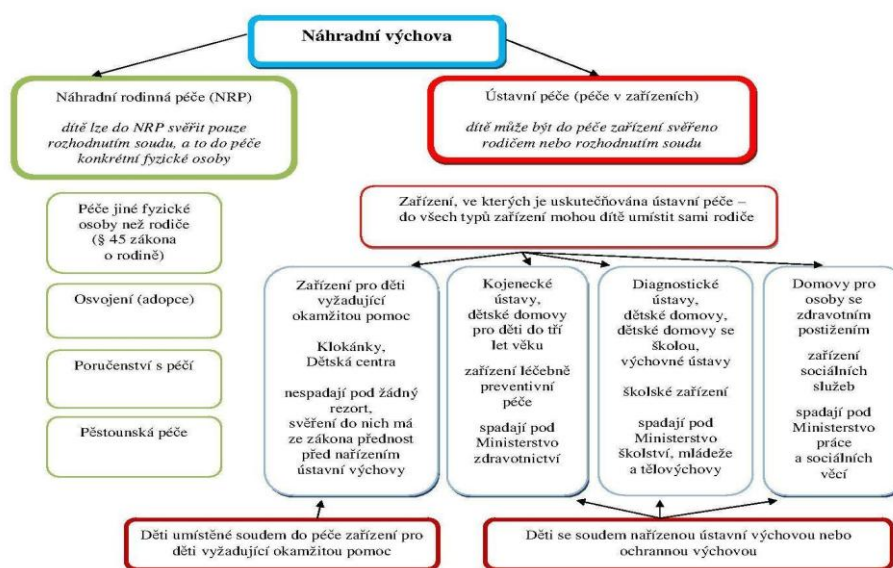 Náhradní výchova
Náhradní rodinná péče (NRP)
dítě lze do NRP svěřit pouze
rozhodnutím soudu, a to do péče
konkrétní fyzické osoby
Ústavní péče (péče v zařízeních)
dítě může být do péče zařízení svěřeno
rodičem nebo rozhodnutím soudu
Péče jiné fyzické
osoby než rodiče
(§ 45 zákona
o rodině)
Osvojení (adopce)
Poručenství s péčí
Pěstounská péče
Zařízení, ve kterých je uskutečňována ústavní péče –
do všech typů zařízení mohou dítě umístit sami rodiče
Zařízení pro děti
vyžadující
okamžitou pomoc
Klokánky,
Dětská centra
nespadají pod žádný
rezort,
svěření do nich má
ze zákona přednost
před nařízením
ústavní výchovy
Kojenecké
ústavy,
dětské domovy
pro děti do tří
let věku
zařízení léčebně
preventivní
péče
spadají pod
Ministerstvo
zdravotnictví
Diagnostické
ústavy,
dětské domovy,
dětské domovy se
školou,
výchovné ústavy
školské zařízení
spadají pod
Ministerstvo
školství, mládeže
a tělovýchovy
Domovy pro
osoby se
zdravotním
postižením
zařízení
sociálních
služeb
spadají pod
Ministerstvo
práce
a sociálních
věcí
Děti umístěné soudem do péče zařízení pro
děti vyžadující okamžitou pomoc
Děti se soudem nařízenou ústavní výchovou nebo
ochrannou výchovou